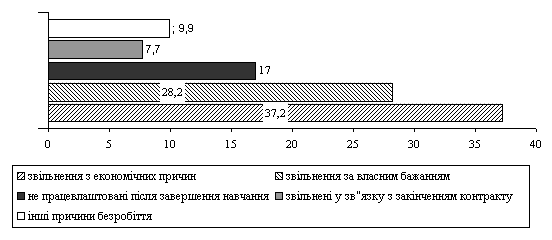 ; 9,9
7,7
17
28,2
37,2
0 5 10 15 20 25 30 35 40
звільнення з економічних причин звільнення за власним бажанням
не працевлаштовані після завершення навчання звільнені у зв"язку з закінченням контракту
інші причини безробіття